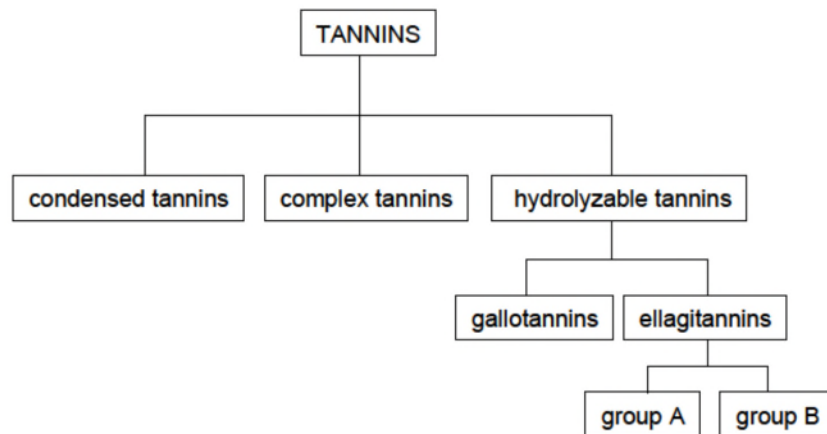 TANNINS
condensed tannins
complex tannins
hydrolyzable tannins
gallotannins
ellagitannins
group A
group B